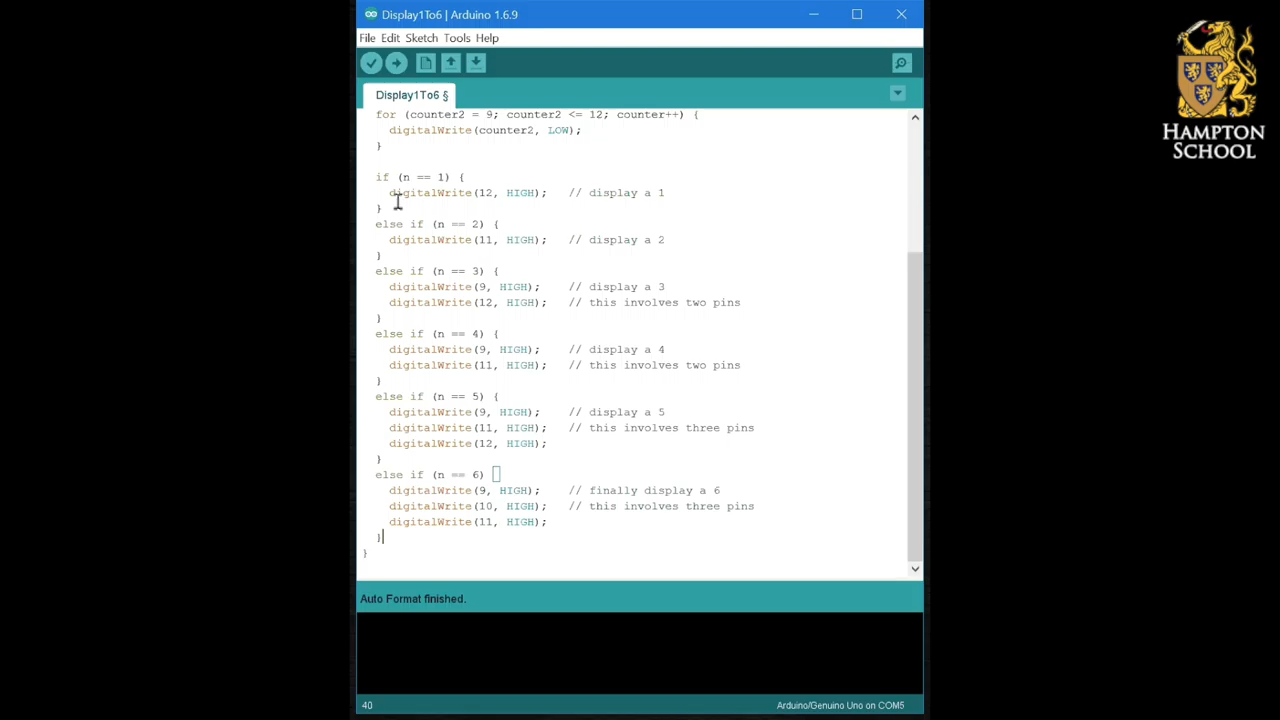 Display1To6 | Arduino 1.6.9
File Edit Sketch Tools Help
Display1To6 §
for (counter2 = 9; counter2 <= 12; counter++) {
digitalWrite(counter2, LOW);
}
if (n == 1) {
digitalWrite(12, HIGH); // display a 1
}
else if (n == 2) {
digitalWrite(11, HIGH); // display a 2
}
else if (n == 3) {
digitalWrite(9, HIGH); // display a 3
digitalWrite(12, HIGH); // this involves two pins
}
else if (n == 4) {
digitalWrite(9, HIGH); // display a 4
digitalWrite(11, HIGH); // this involves two pins
}
else if (n == 5) {
digitalWrite(9, HIGH); // display a 5
digitalWrite(11, HIGH); // this involves three pins
digitalWrite(12, HIGH);
}
else if (n == 6)
digitalWrite(9, HIGH); // finally display a 6
digitalWrite(10, HIGH); // this involves three pins
digitalWrite(11, HIGH);
}
}
Auto Format finished.
40
Arduino/Genuino Uno on COM5
HAMPTON
SCHOOL